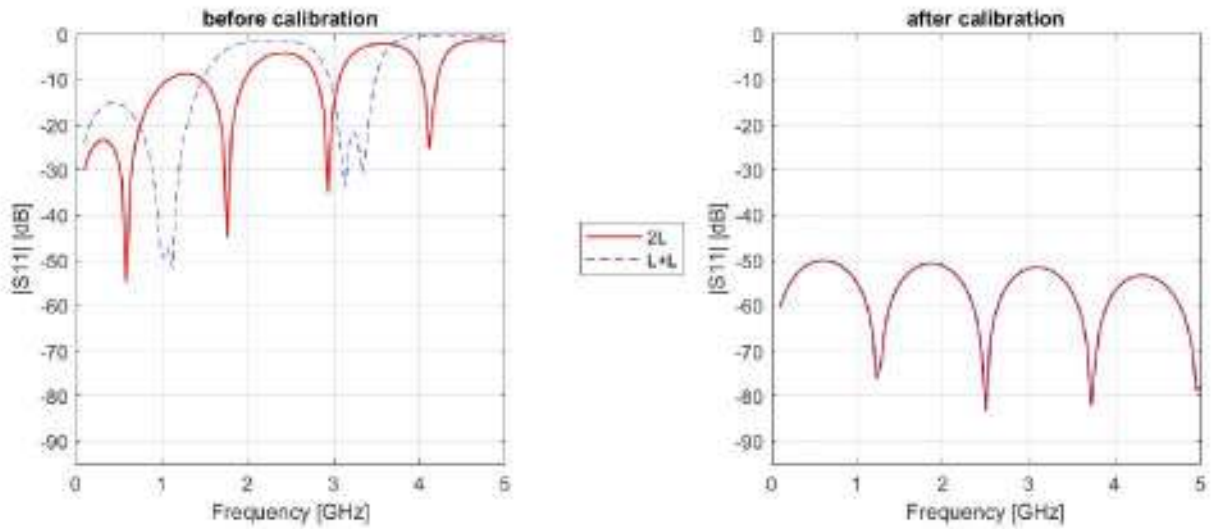 before calibration
0
-10
-20
-30
-40
-50
-60
-70
-80
-90
|S11| [dB]
0 1 2 3 4 5
Frequency [GHz]
2L
L+L
after calibration
0
-10
-20
-30
-40
-50
-60
-70
-80
-90
|S11| [dB]
0 1 2 3 4 5
Frequency [GHz]